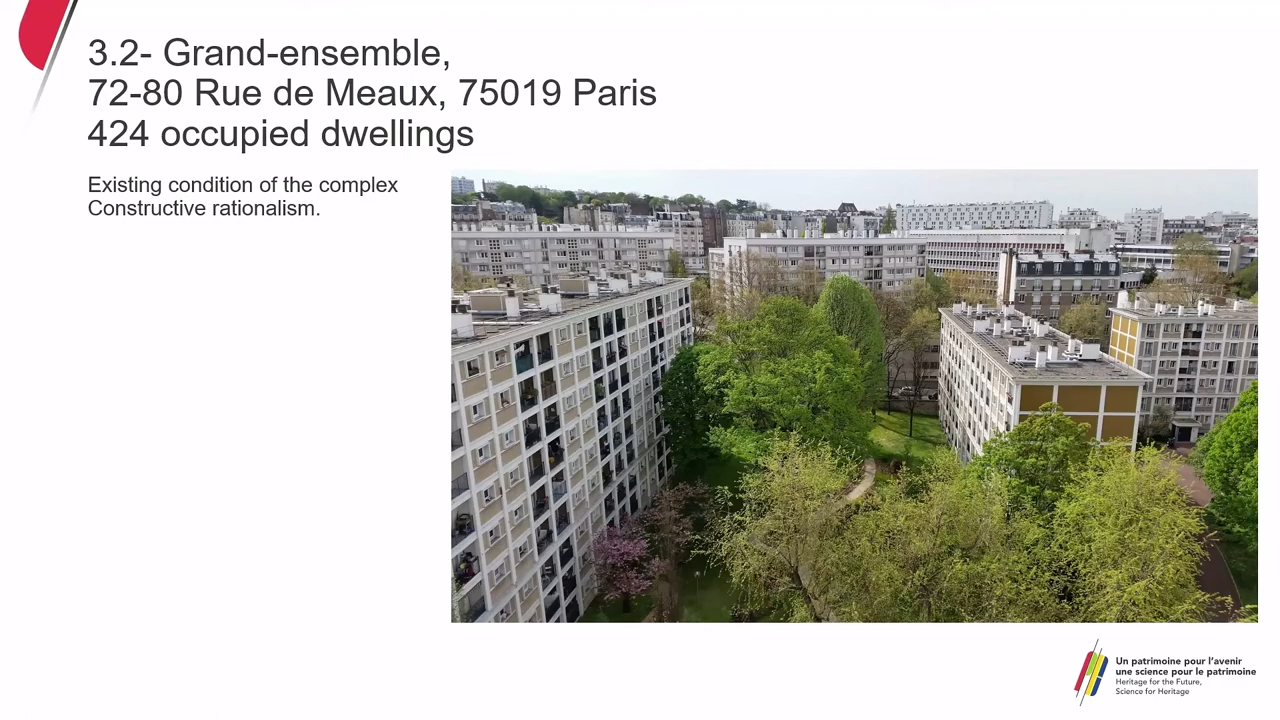 3.2- Grand-ensemble,
72-80 Rue de Meaux, 75019 Paris
424 occupied dwellings
Existing condition of the complex
Constructive rationalism.
Un patrimoine pour l'avenir
une science pour le patrimoine
Heritage for the Future,
Science for Heritage